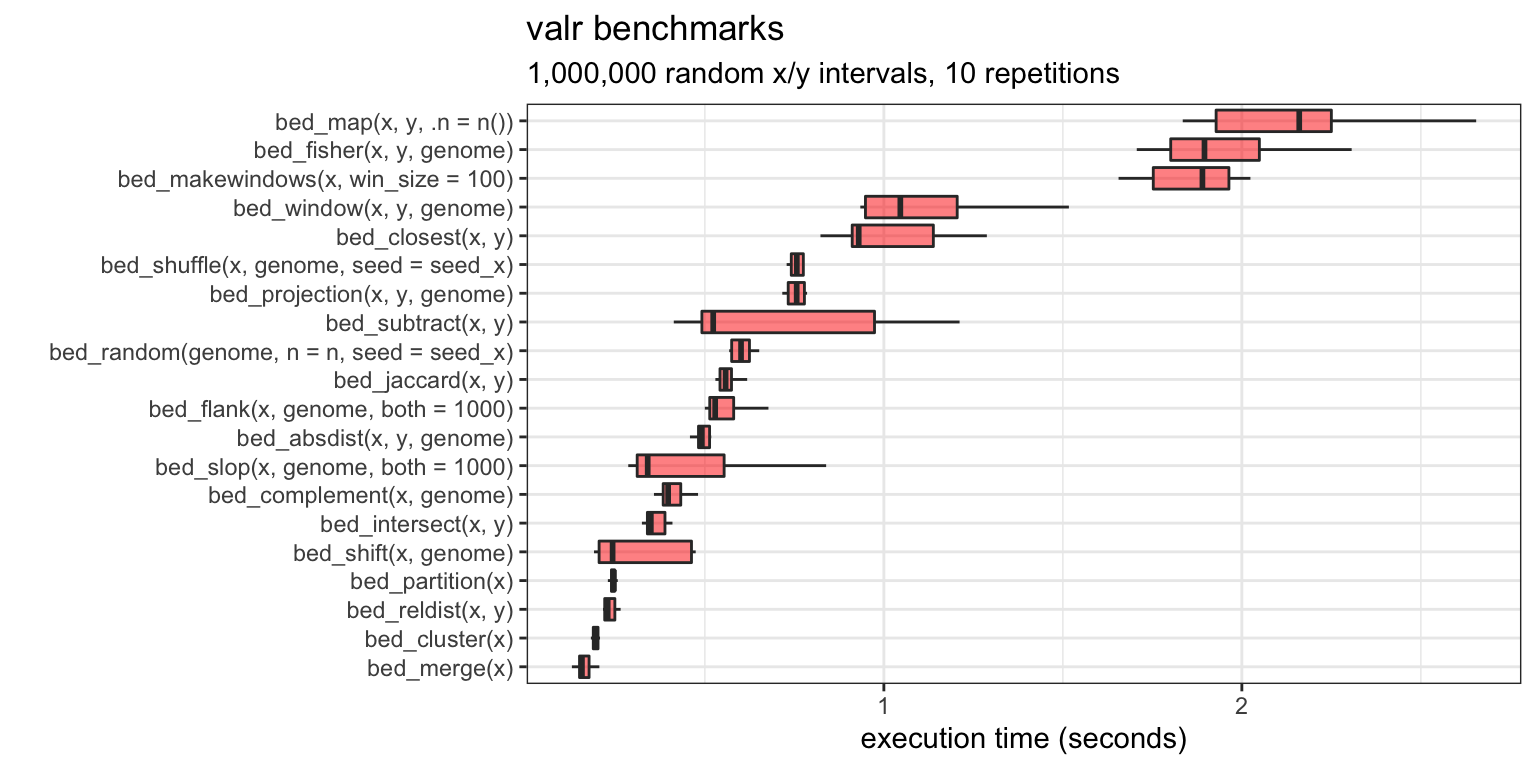 valr benchmarks
1,000,000 random x/y intervals, 10 repetitions
bed_map(x, y, .n = n())
bed_fisher(x, y, genome)
bed_makewindows(x, win_size = 100)
bed_window(x, y, genome)
bed_closest(x, y)
bed_shuffle(x, genome, seed = seed_x)
bed_projection(x, y, genome)
bed_subtract(x, y)
bed_random(genome, n = n, seed = seed_x)
bed_jaccard(x, y)
bed_flank(x, genome, both = 1000)
bed_absdist(x, y, genome)
bed_slop(x, genome, both = 1000)
bed_complement(x, genome)
bed_intersect(x, y)
bed_shift(x, genome)
bed_partition(x)
bed_reldist(x, y)
bed_cluster(x)
bed_merge(x)
1 2
execution time (seconds)